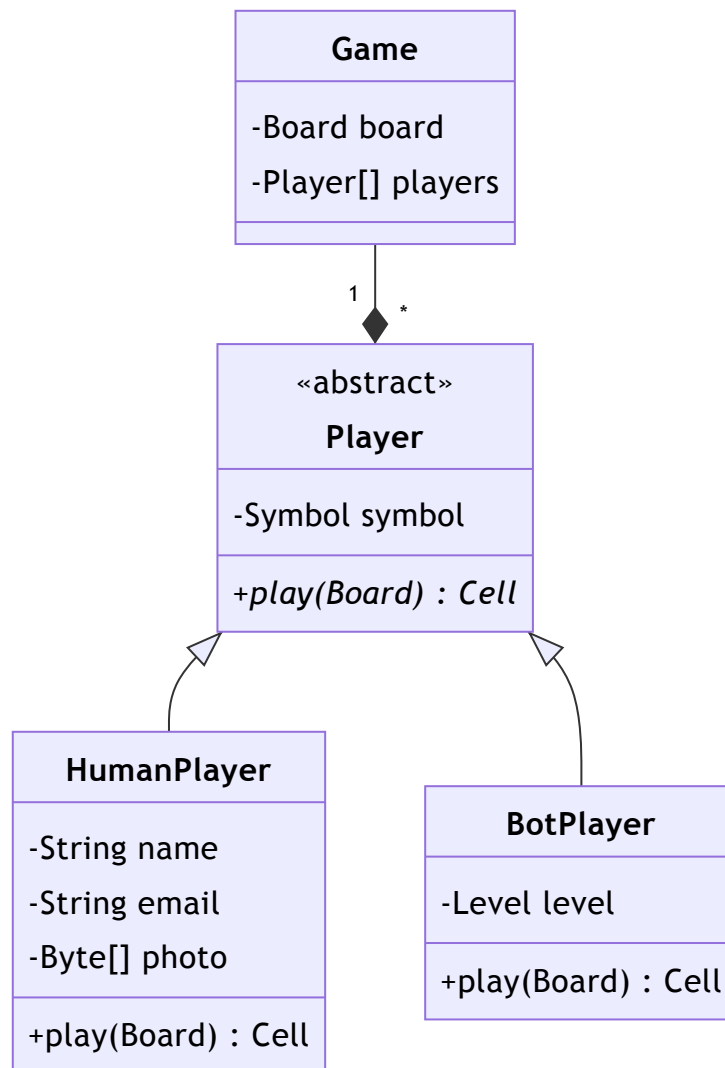 Game
-Board board
-Player[] players
1
*
«abstract»
Player
-Symbol symbol
+play(Board) : Cell
HumanPlayer
-String name
-String email
-Byte[] photo
+play(Board) : Cell
BotPlayer
-Level level
+play(Board) : Cell